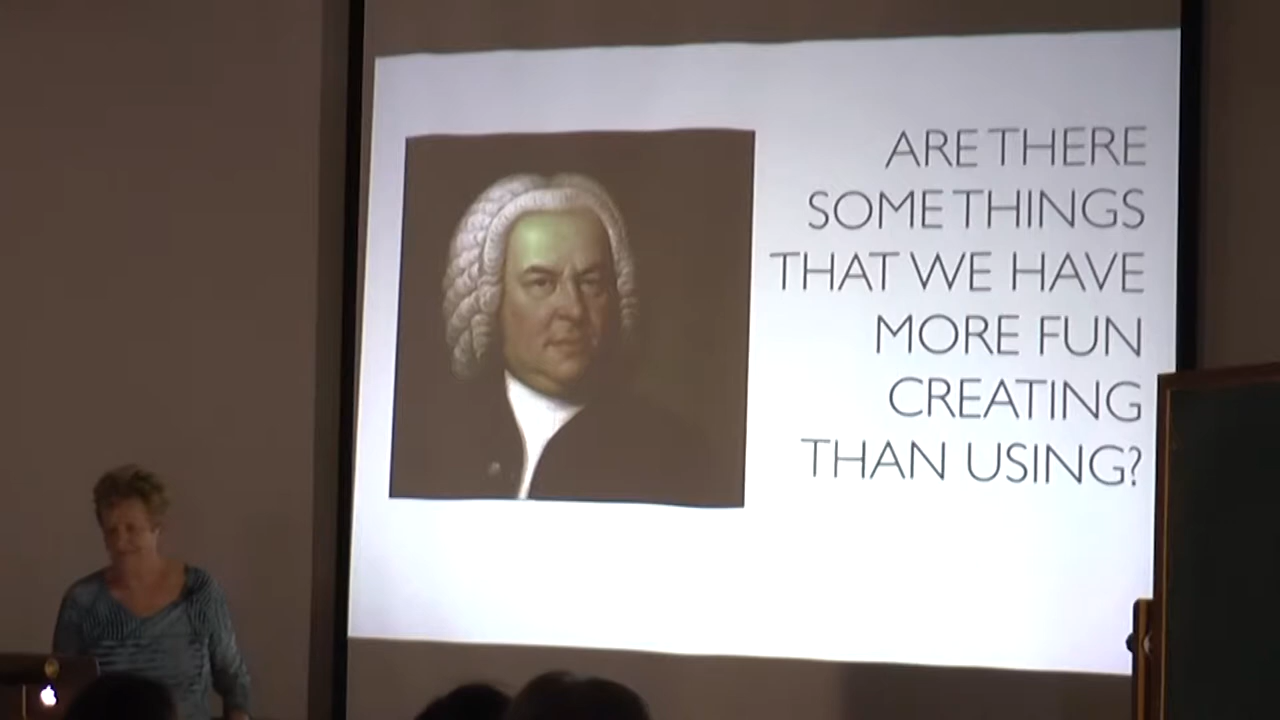 ARE THERE
SOME THINGS
THAT WE HAVE
MORE FUN
CREATING
THAN USING?